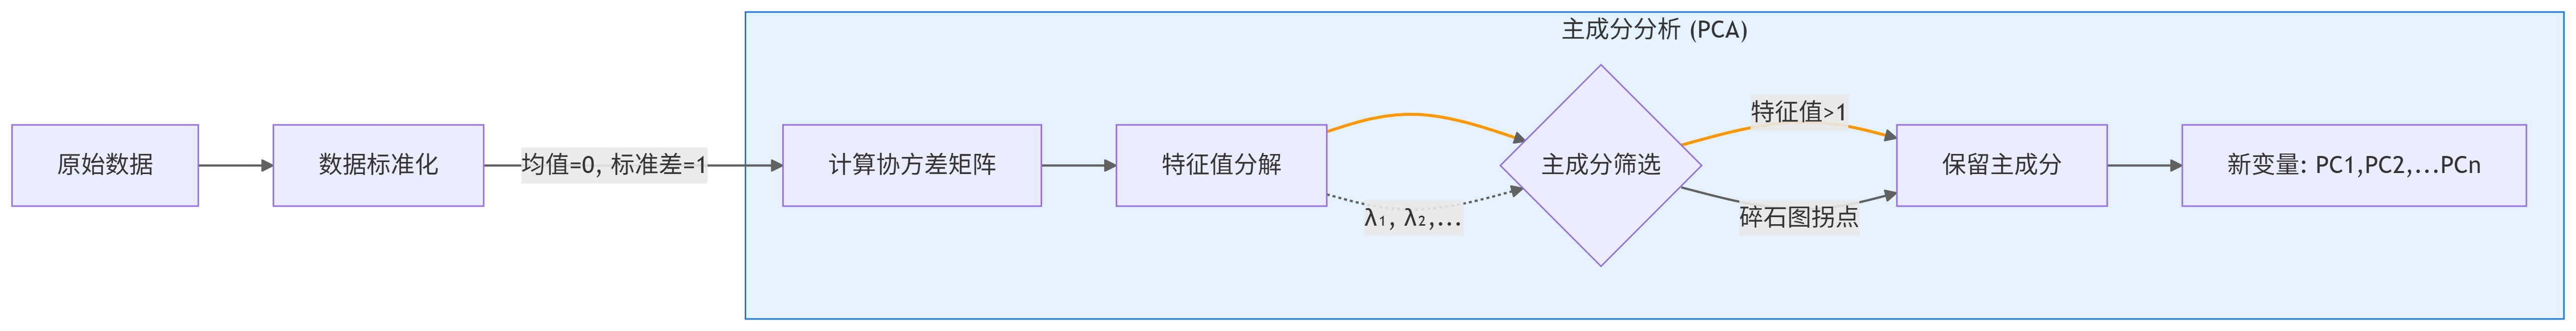 主成分分析 (PCA)
原始数据
数据标准化
均值=0, 标准差=1
计算协方差矩阵
特征值分解
λ₁, λ₂,...
主成分筛选
特征值>1
碎石图拐点
保留主成分
新变量: PC1,PC2,...PCn